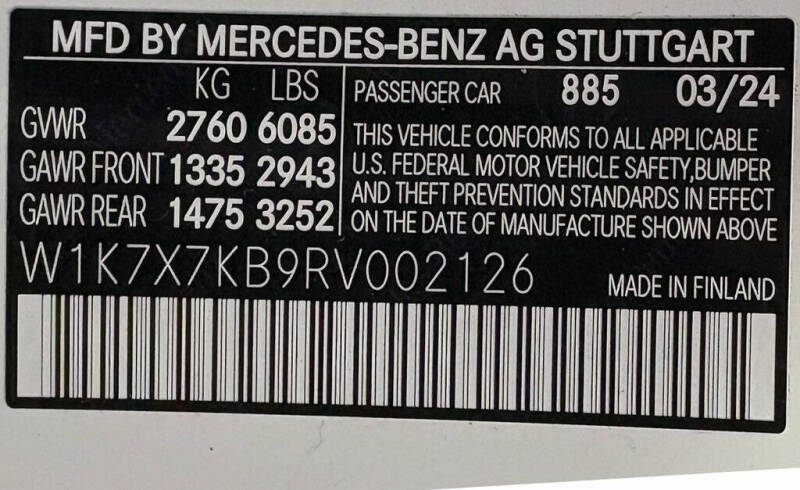 MFD BY MERCEDES-BENZ AG STUTTGART
KG LBS
GVWR 2760 6085
GAWR FRONT 1335 2943
GAWR REAR 1475 3252
PASSENGER CAR 885 03/24
THIS VEHICLE CONFORMS TO ALL APPLICABLE
U.S. FEDERAL MOTOR VEHICLE SAFETY,BUMPER
AND THEFT PREVENTION STANDARDS IN EFFECT
ON THE DATE OF MANUFACTURE SHOWN ABOVE
W1K7X7KB9RV002126
MADE IN FINLAND